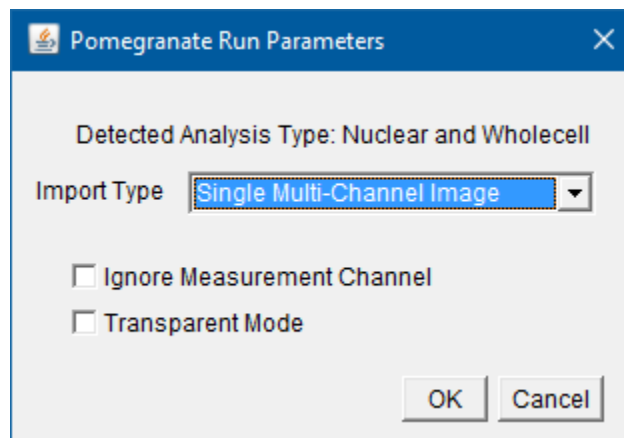 Pomegranate Run Parameters
Detected Analysis Type: Nuclear and Wholecell
Import Type Single Multi-Channel Image
Ignore Measurement Channel
Transparent Mode
OK Cancel